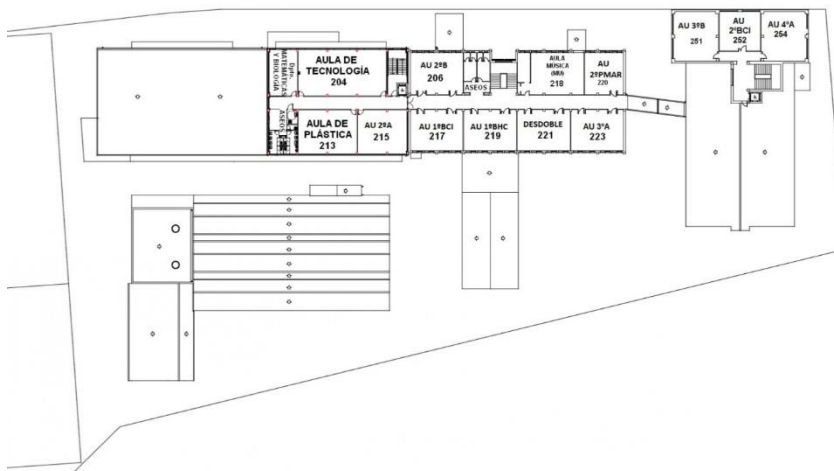 AU 3ºB
251
AU
2ºBCI
252
AU 4ºA
254
Dpto.
MATEMÁTICAS
Y BIOLOGÍA
AULA DE
TECNOLOGÍA
204
AU 2ºB
206
ASEOS
AULA
MÚSICA
(MU)
218
AU
2ºPMAR
220
ASEOS
AULA DE
PLÁSTICA
213
AU 2ºA
215
AU 1ºBCI
217
AU 1ºBHC
219
DESDOBLE
221
AU 3ºA
223